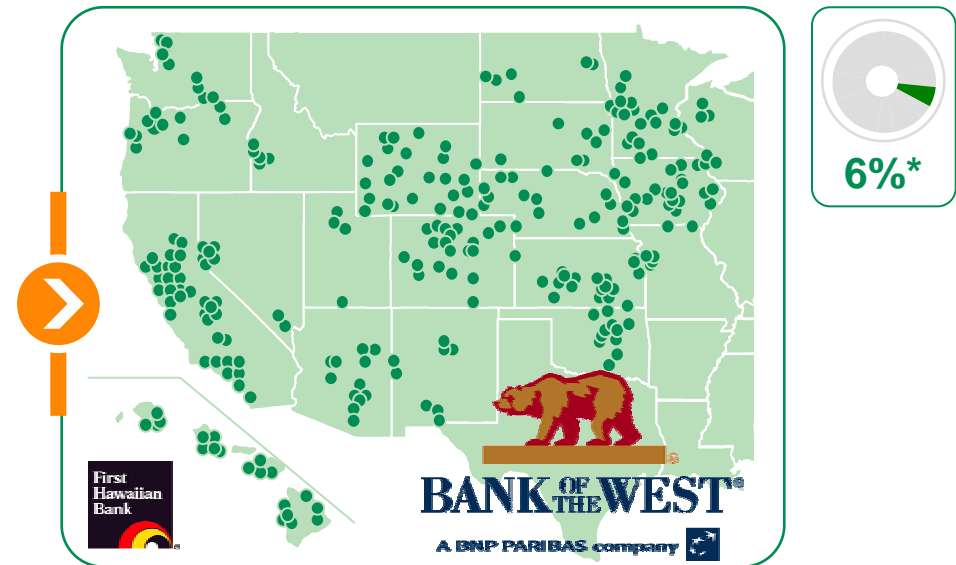 6%*
First
Hawaiian
Bank
BANK OF THE WEST®
A BNP PARIBAS company